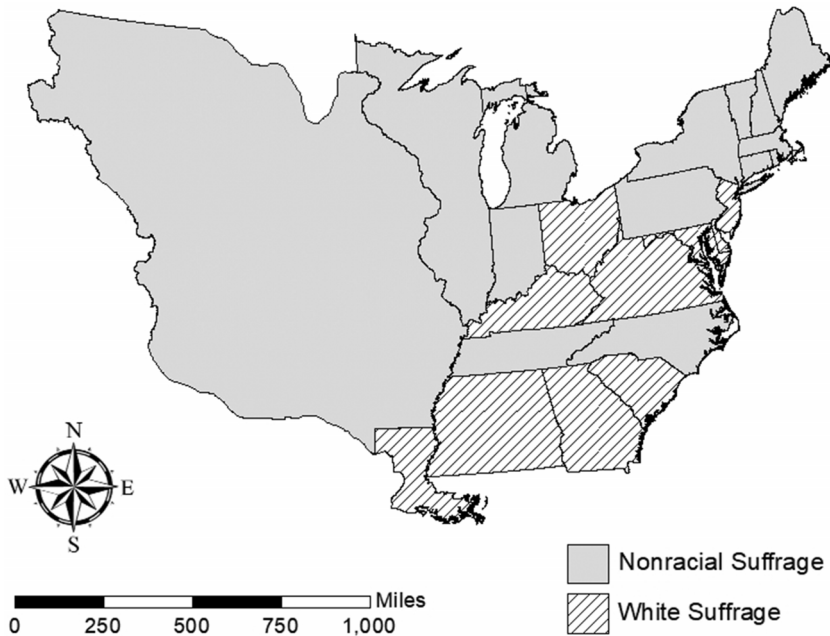 N
W E
S
Miles
0 250 500 750 1,000
Nonracial Suffrage
White Suffrage